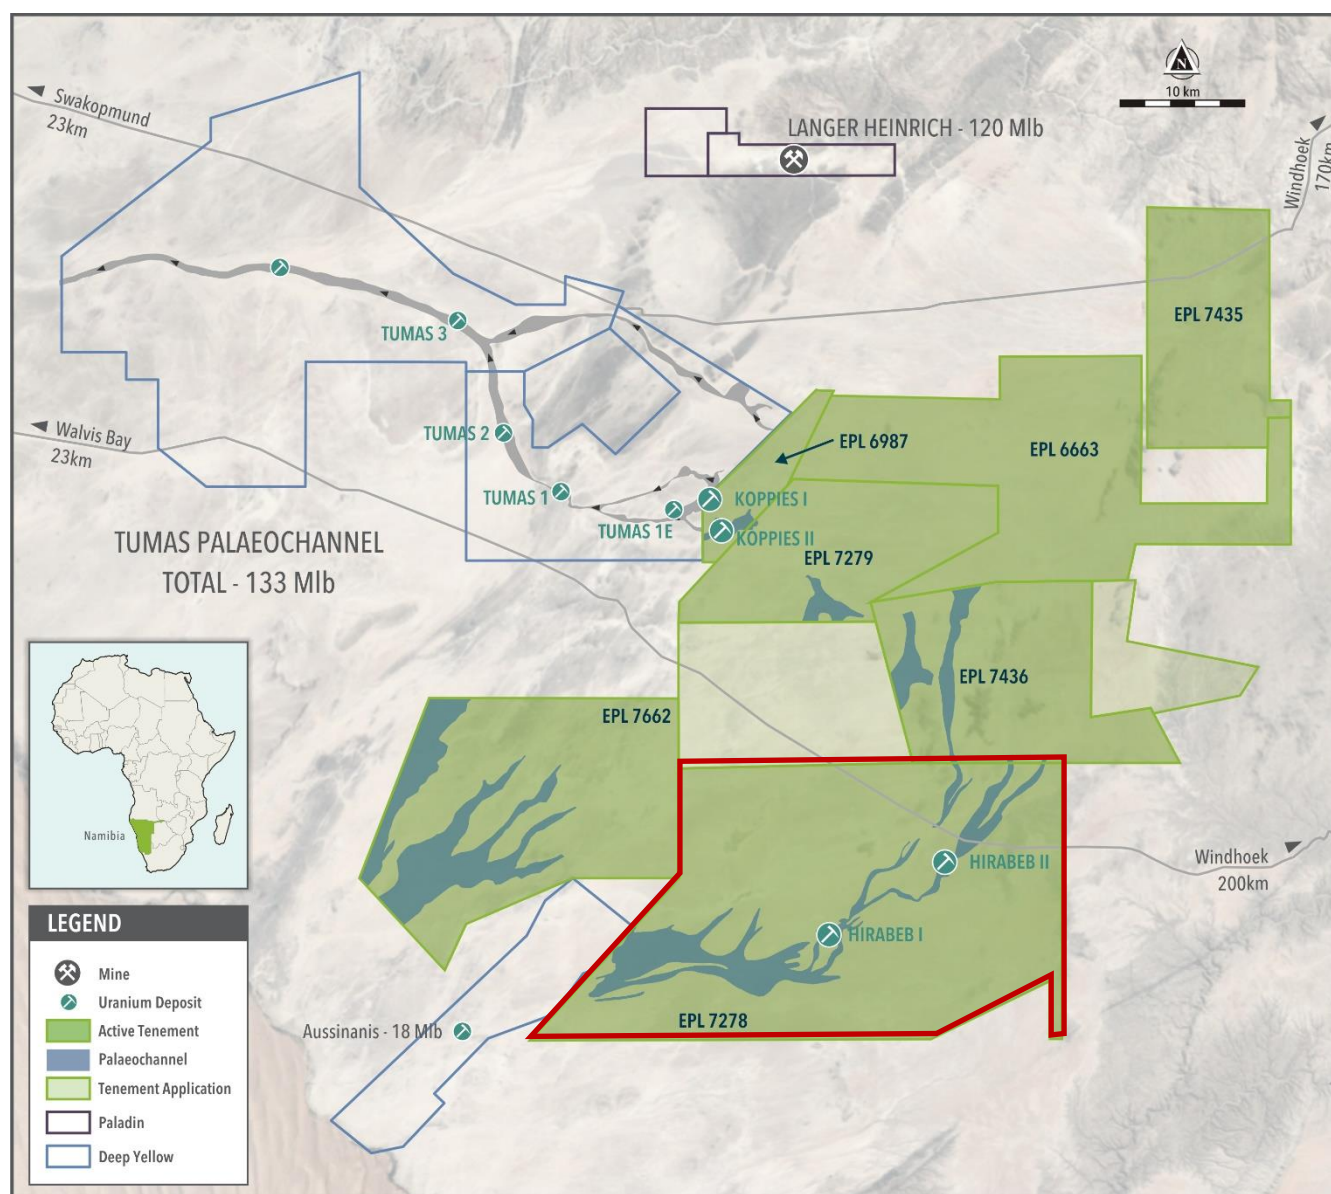 N
10 km
Swakopmund
23km
LANGER HEINRICH - 120 Mlb
Windhoek
170km
EPL 7435
TUMAS 3
EPL 6987
EPL 6663
Walvis Bay
23km
TUMAS 2
TUMAS 1
KOPPIES I
TUMAS 1E
KOPPIES II
TUMAS PALAEOCHANNEL
TOTAL - 133 Mlb
EPL 7279
EPL 7436
EPL 7662
Namibia
HIRABEB II
Windhoek
200km
HIRABEB I
EPL 7278
Aussinanis - 18 Mlb
LEGEND
Mine
Uranium Deposit
Active Tenement
Palaeochannel
Tenement Application
Paladin
Deep Yellow